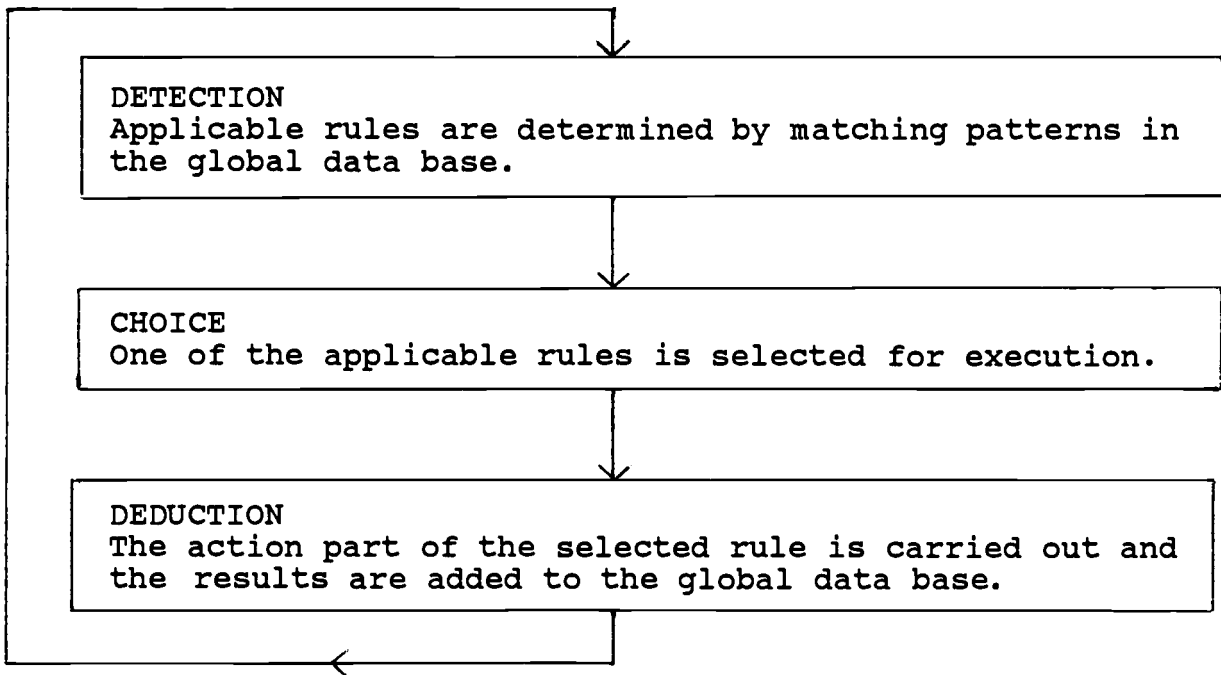 DETECTION
Applicable rules are determined by matching patterns in
the global data base.
CHOICE
One of the applicable rules is selected for execution.
DEDUCTION
The action part of the selected rule is carried out and
the results are added to the global data base.